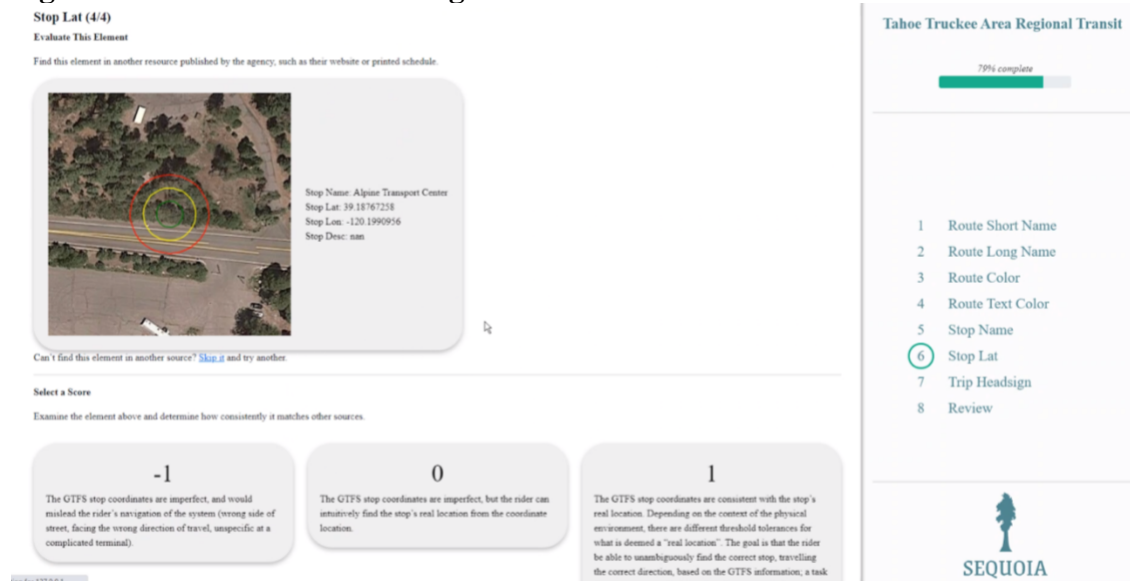 Stop Lat (4/4)
Evaluate This Element
Find this element in another resource published by the agency, such as their website or printed schedule.
Stop Name: Alpine Transport Center
Stop Lat: 39.18767258
Stop Lon: -120.1990956
Stop Desc: nan
Can't find this element in another source? Skip it and try another.
Select a Score
Examine the element above and determine how consistently it matches other sources.
-1
The GTFS stop coordinates are imperfect, and would
mislead the rider's navigation of the system (wrong side of
street, facing the wrong direction of travel, unspecific at a
complicated terminal).
0
The GTFS stop coordinates are imperfect, but the rider can
intuitively find the stop's real location from the coordinate
location.
1
The GTFS stop coordinates are consistent with the stop's
real location. Depending on the context of the physical
environment, there are different threshold tolerances for
what is deemed a "real location". The goal is that the rider
be able to unambiguously find the correct stop, travelling
the correct direction, based on the GTFS information; a task
Tahoe Truckee Area Regional Transit
79% complete
1 Route Short Name
2 Route Long Name
3 Route Color
4 Route Text Color
5 Stop Name
6 Stop Lat
7 Trip Headsign
8 Review
SEQUOIA